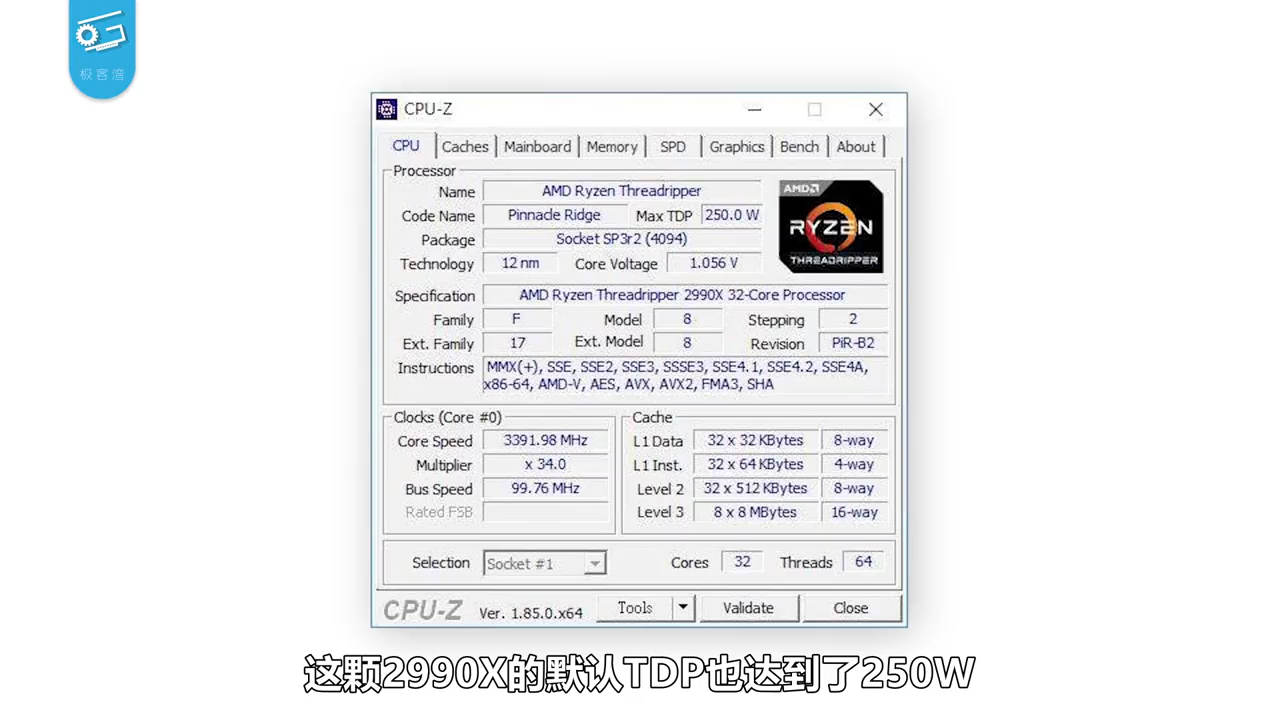 极客湾
CPU-Z
CPU Caches Mainboard Memory SPD Graphics Bench About
Processor
Name AMD Ryzen Threadripper
Code Name Pinnacle Ridge Max TDP 250.0 W
Package Socket SP3r2 (4094)
Technology 12 nm Core Voltage 1.056 V
AMD
RYZEN
THREADRIPPER
Specification AMD Ryzen Threadripper 2990X 32-Core Processor
Family F Model 8 Stepping 2
Ext. Family 17 Ext. Model 8 Revision PiR-B2
Instructions MMX(+), SSE, SSE2, SSE3, SSSE3, SSE4.1, SSE4.2, SSE4A,
x86-64, AMD-V, AES, AVX, AVX2, FMA3, SHA
Clocks (Core #0)
Core Speed 3391.98 MHz
Multiplier x 34.0
Bus Speed 99.76 MHz
Rated FSB
Cache
L1 Data 32 x 32 KBytes 8-way
L1 Inst. 32 x 64 KBytes 4-way
Level 2 32 x 512 KBytes 8-way
Level 3 8 x 8 MBytes 16-way
Selection Socket #1 Cores 32 Threads 64
CPU-Z Ver. 1.85.0.x64 Tools Validate Close
这颗2990X的默认TDP也达到了250W